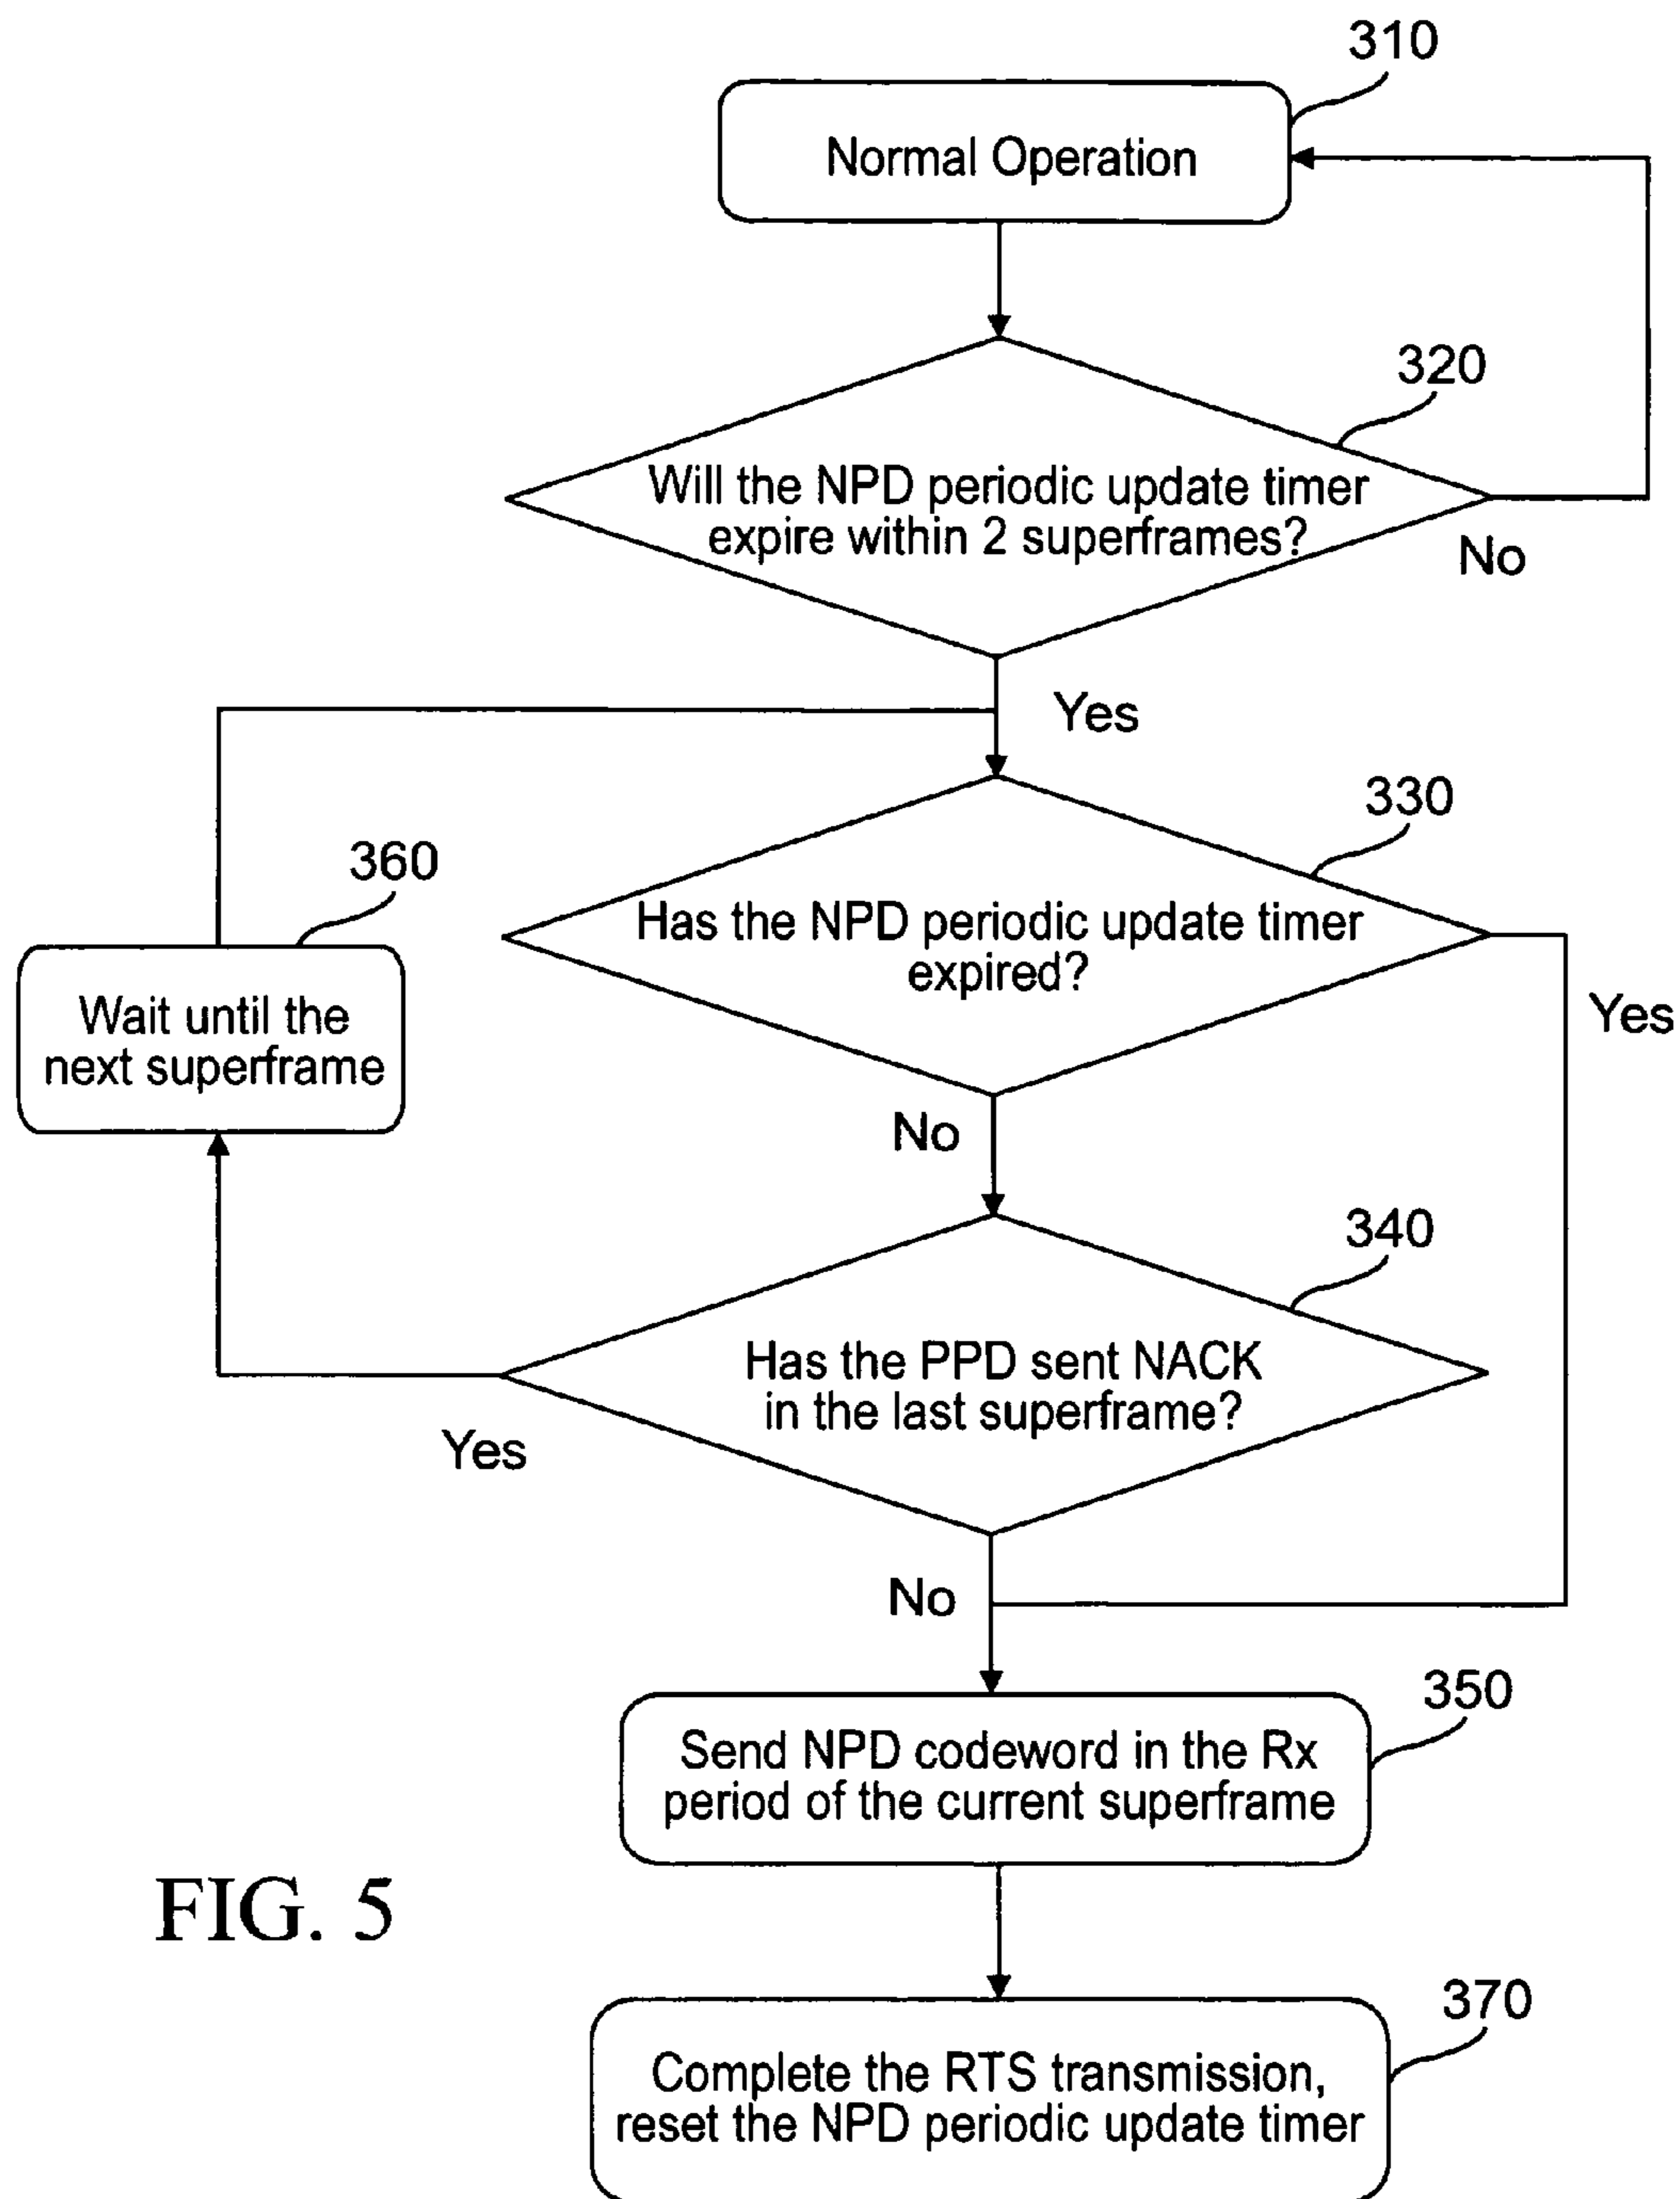 310
Normal Operation
320
Will the NPD periodic update timer
expire within 2 superframes?
No
Yes
330
Has the NPD periodic update timer
expired?
Yes
360
Wait until the
next superframe
No
340
Has the PPD sent NACK
in the last superframe?
Yes
No
350
Send NPD codeword in the Rx
period of the current superframe
FIG. 5
370
Complete the RTS transmission,
reset the NPD periodic update timer